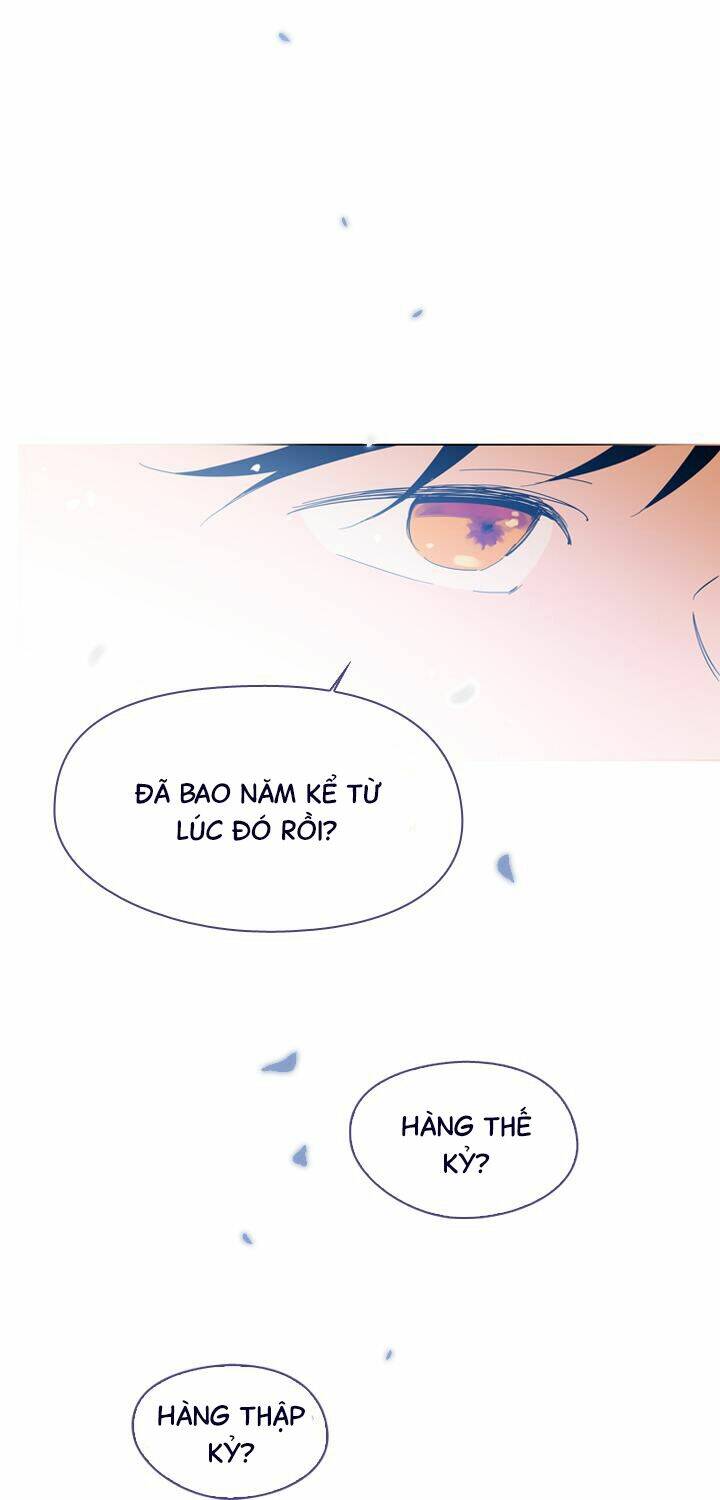 ĐÃ BAO NĂM KỂ TỪ
LÚC ĐÓ RỒI?
HÀNG THẾ
KỶ?
HÀNG THẬP
KỶ?